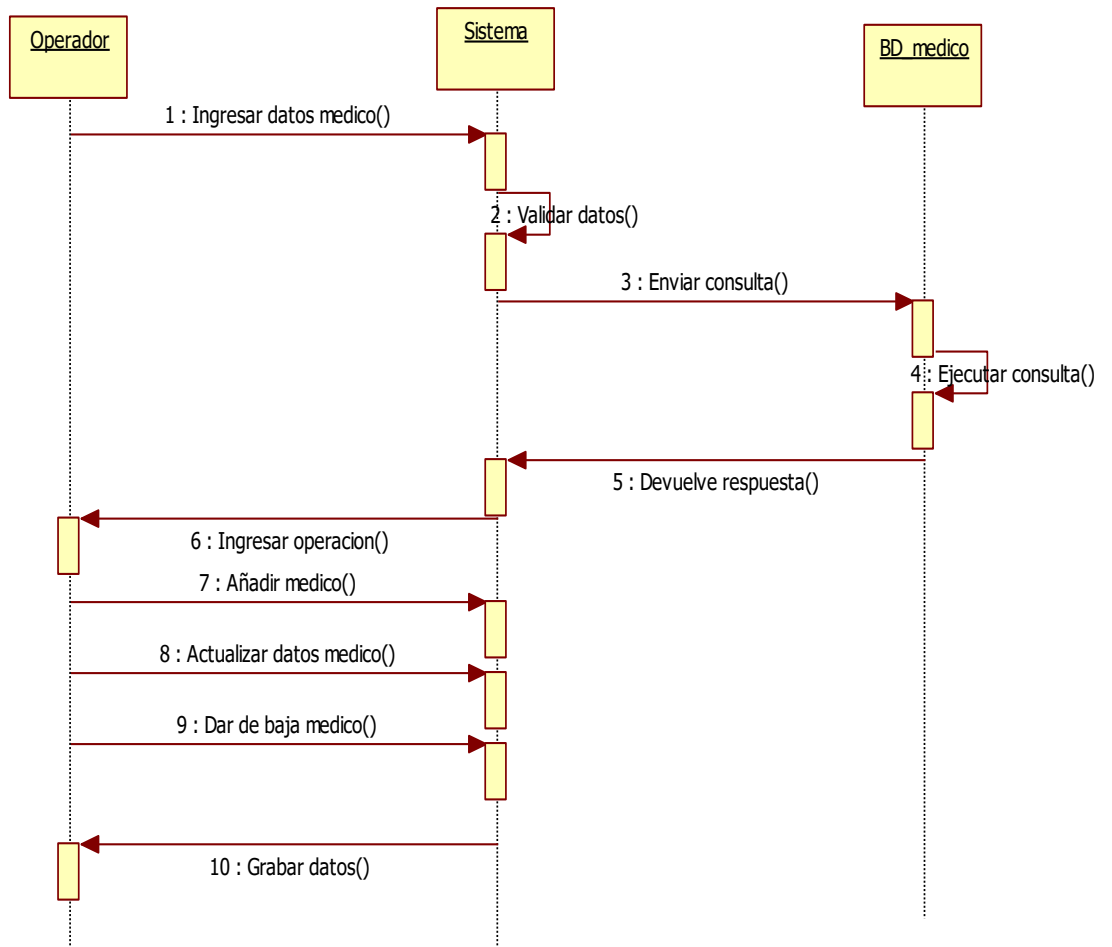 Operador
Sistema
BD_medico
1 : Ingresar datos medico()
2 : Validar datos()
3 : Enviar consulta()
4 : Ejecutar consulta()
5 : Devuelve respuesta()
6 : Ingresar operacion()
7 : Añadir medico()
8 : Actualizar datos medico()
9 : Dar de baja medico()
10 : Grabar datos()